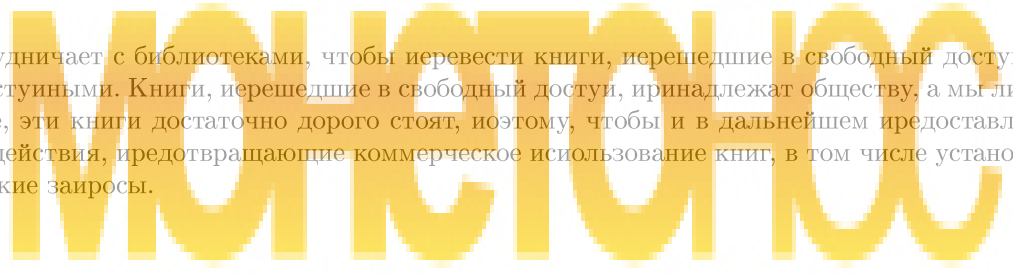 удничает с библиотеками, чтобы иеревести книги, иерешедшие в свободный досту
стуиными. Книги, иерешедшие в свободный достуи, иринадлежат обществу, а мы ли
е, эти книги достаточно дорого стоят, иоэтому, чтобы и в дальнейшем иредоставл
действия, иредотвращающие коммерческое исиользование книг, в том числе устано
кие заиросы.
МОНеТОНОС